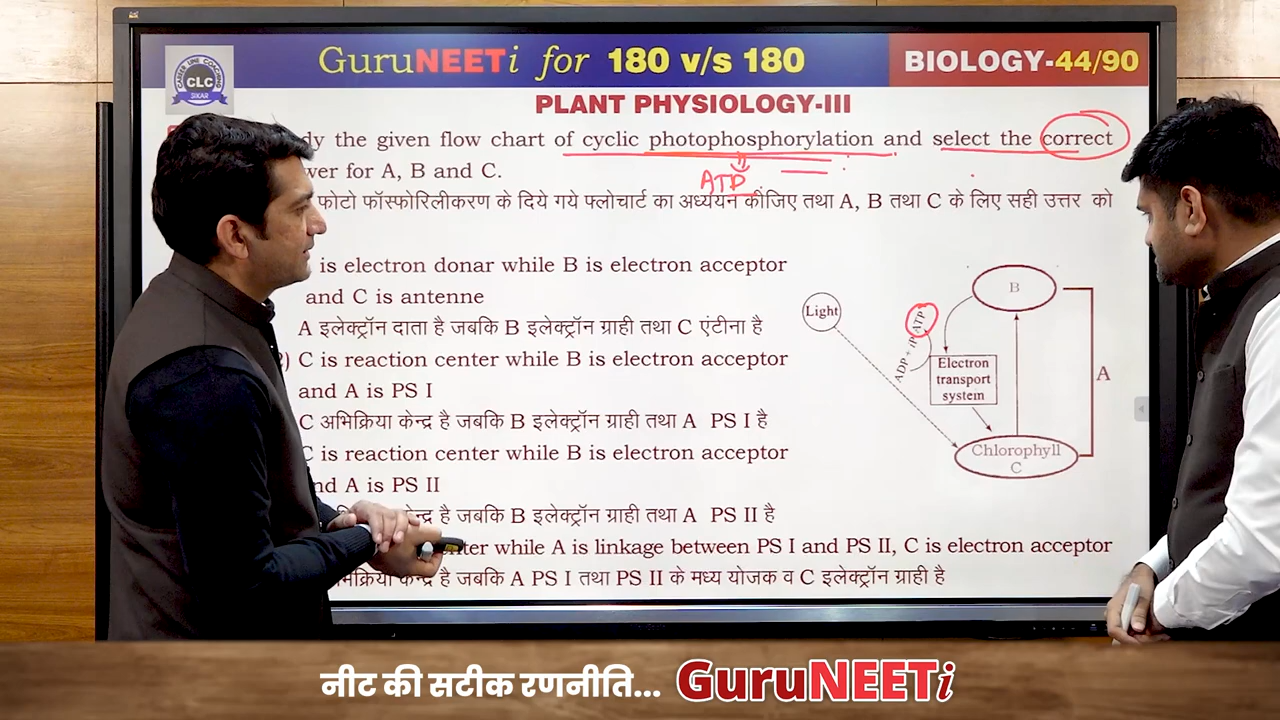 CLC
SIKAR
GuruNEETi for 180 v/s 180
BIOLOGY-44/90
PLANT PHYSIOLOGY-III
the given flow chart of cyclic photophosphorylation and select the correct
for A, B and C.
ATP
फोटो फॉस्फोरिलीकरण के दिये गये फ्लोचार्ट का अध्ययन कीजिए तथा A, B तथा C के लिए सही उत्तर को
is electron donar while B is electron acceptor
and C is antenne
A इलेक्ट्रॉन दाता है जबकि B इलेक्ट्रॉन ग्राही तथा C एंटीना है
C is reaction center while B is electron acceptor
and A is PS I
C अभिक्रिया केन्द्र है जबकि B इलेक्ट्रॉन ग्राही तथा A PS I है
C is reaction center while B is electron acceptor
and A is PS II
केन्द्र है जबकि B इलेक्ट्रॉन ग्राही तथा A PS II है
while A is linkage between PS I and PS II, C is electron acceptor
अभिक्रिया केन्द्र है जबकि A PS I तथा PS II के मध्य योजक व C इलेक्ट्रॉन ग्राही है
B
Light
ATP
ADP + iP
Electron
transport
system
A
Chlorophyll
C
नीट की सटीक रणनीति... GuruNEETi